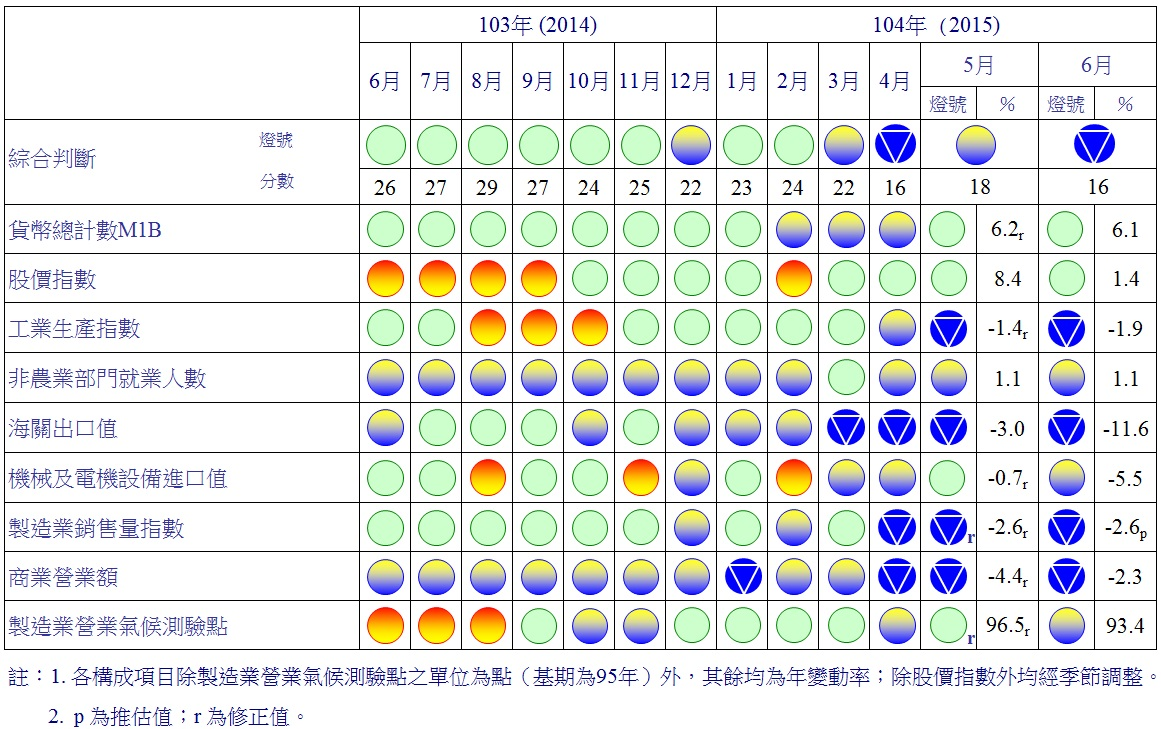 103年 (2014) 104年 (2015)
6月 7月 8月 9月 10月 11月 12月 1月 2月 3月 4月 5月 6月
燈號 % 燈號 %
綜合判斷 燈號
分數 26 27 29 27 24 25 22 23 24 22 16 18 16
貨幣總計數M1B 6.2r 6.1
股價指數 8.4 1.4
工業生產指數 -1.4r -1.9
非農業部門就業人數 1.1 1.1
海關出口值 -3.0 -11.6
機械及電機設備進口值 -0.7r -5.5
製造業銷售量指數 r -2.6r -2.6p
商業營業額 -4.4r -2.3
製造業營業氣候測驗點 r 96.5r 93.4
註：1. 各構成項目除製造業營業氣候測驗點之單位為點（基期為95年）外，其餘均為年變動率；除股價指數外均經季節調整。
2. p 為推估值；r 為修正值。